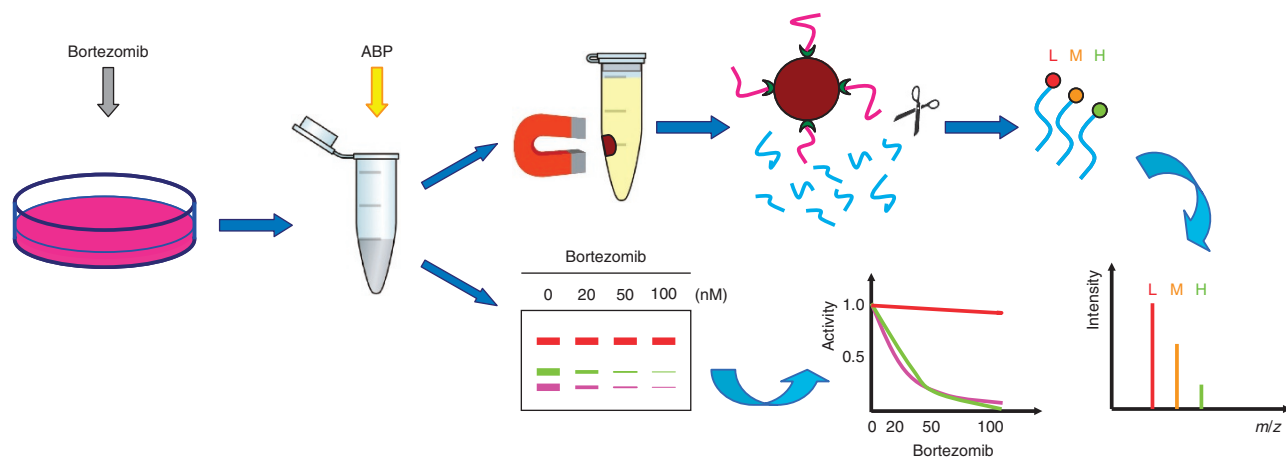 Bortezomib
ABP
L M H
Bortezomib
0 20 50 100 (nM)
Activity
1.0
0.5
0 20 50 100
Bortezomib
Intensity
L M H
m/z